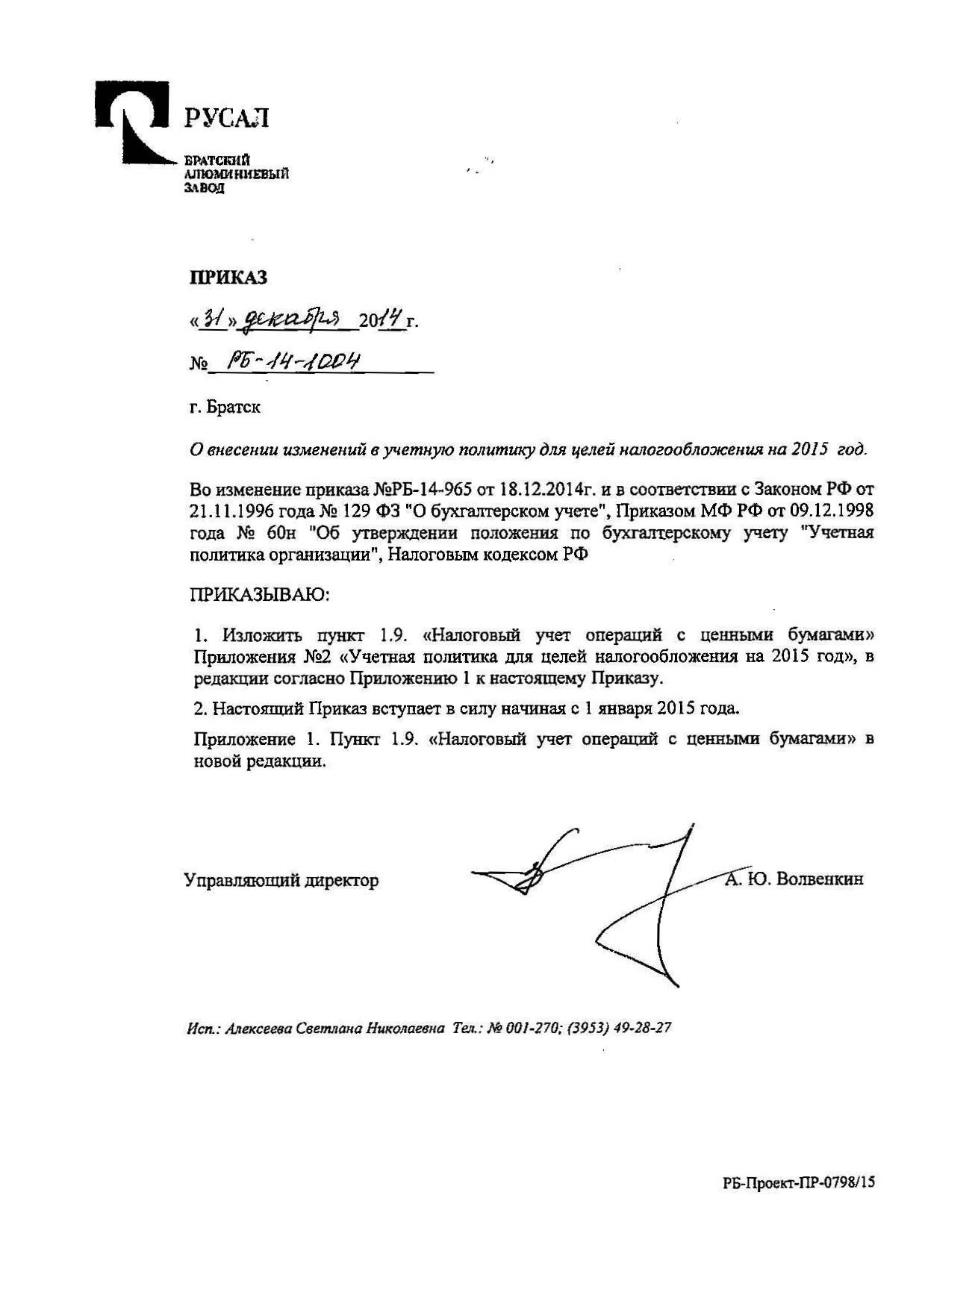 РУСАЛ
БРАТСКИЙ
АЛЮМИНИЕВЫЙ
ЗАВОД
ПРИКАЗ
«31» декабря 2014 г.
№ РБ-14-1004
г. Братск
О внесении изменений в учетную политику для целей налогообложения на 2015 год.
Во изменение приказа №РБ-14-965 от 18.12.2014г. и в соответствии с Законом РФ от
21.11.1996 года № 129 ФЗ "О бухгалтерском учете", Приказом МФ РФ от 09.12.1998
года № 60н "Об утверждении положения по бухгалтерскому учету "Учетная
политика организации", Налоговым кодексом РФ
ПРИКАЗЫВАЮ:
1. Изложить пункт 1.9. «Налоговый учет операций с ценными бумагами»
Приложения №2 «Учетная политика для целей налогообложения на 2015 год», в
редакции согласно Приложению 1 к настоящему Приказу.
2. Настоящий Приказ вступает в силу начиная с 1 января 2015 года.
Приложение 1. Пункт 1.9. «Налоговый учет операций с ценными бумагами» в
новой редакции.
Управляющий директор А. Ю. Волвенкин
Исп.: Алексеева Светлана Николаевна Тел.: № 001-270; (3953) 49-28-27
РБ-Проект-ПР-0798/15